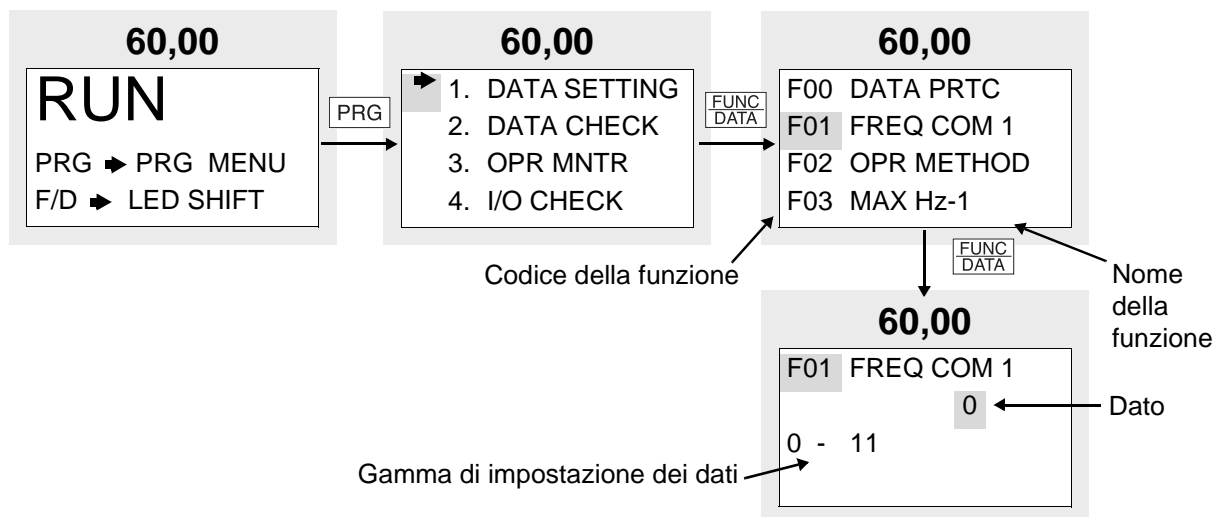 60,00
RUN
PRG ➡ PRG MENU
F/D ➡ LED SHIFT
PRG
60,00
➡ 1. DATA SETTING
2. DATA CHECK
3. OPR MNTR
4. I/O CHECK
FUNC
DATA
60,00
F00 DATA PRTC
F01 FREQ COM 1
F02 OPR METHOD
F03 MAX Hz-1
Codice della funzione
FUNC
DATA
Nome
della
funzione
60,00
F01 FREQ COM 1
0
Dato
0 - 11
Gamma di impostazione dei dati